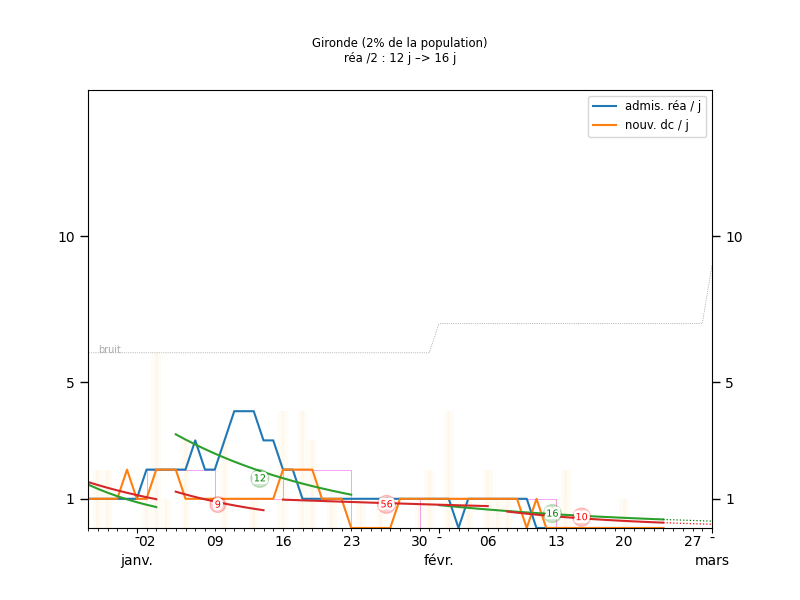 Gironde (2% de la population)
réa /2 : 12 j –> 16 j
admis. réa / j
nouv. dc / j
10 10
bruit
5 5
12
1 56 1
9 16 10
02 09 16 23 30 06 13 20 27
janv. févr. mars